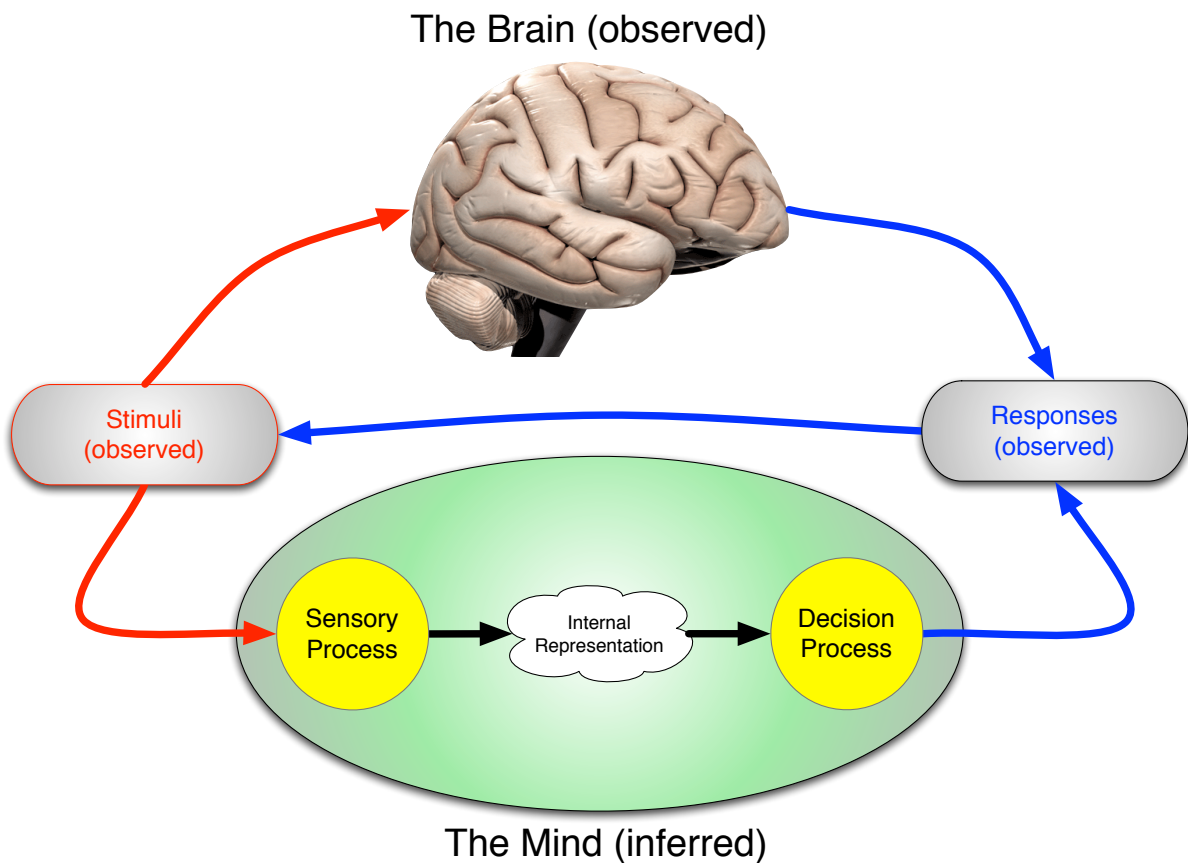 The Brain (observed)
Stimuli
(observed)
Responses
(observed)
Sensory
Process
Internal
Representation
Decision
Process
The Mind (inferred)